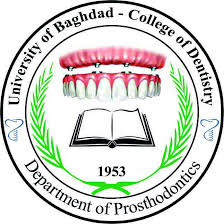 University of Baghdad - College of Dentistry
1953
Department of Prosthodontics